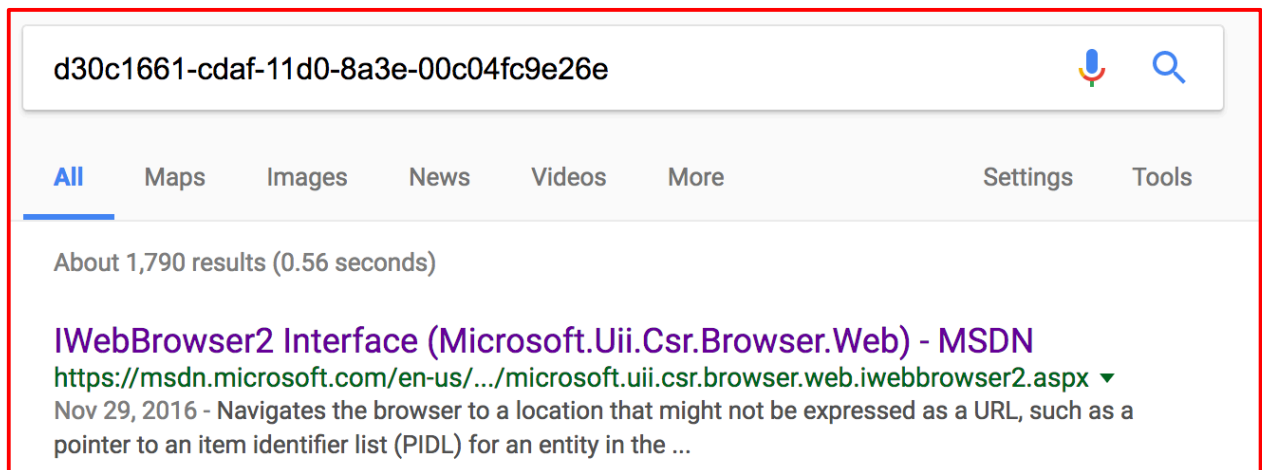 d30c1661-cdaf-11d0-8a3e-00c04fc9e26e
All Maps Images News Videos More Settings Tools
About 1,790 results (0.56 seconds)
IWebBrowser2 Interface (Microsoft.Uii.Csr.Browser.Web) - MSDN
https://msdn.microsoft.com/en-us/.../microsoft.uii.csr.browser.web.iwebbrowser2.aspx
Nov 29, 2016 - Navigates the browser to a location that might not be expressed as a URL, such as a
pointer to an item identifier list (PIDL) for an entity in the ...